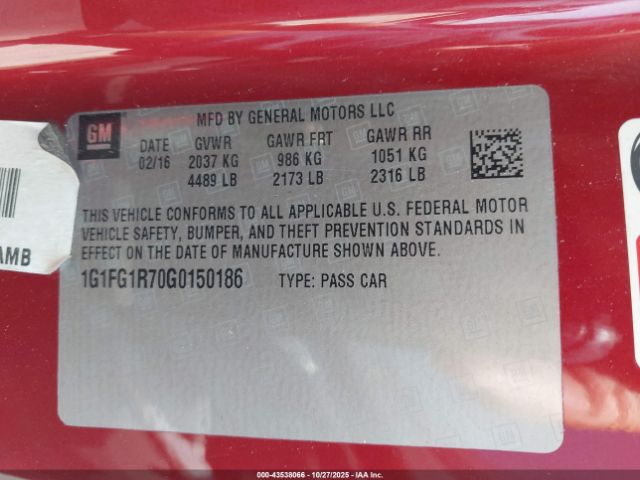 MFD BY GENERAL MOTORS LLC
GM
DATE GVWR GAWR FRT GAWR RR
02/16 2037 KG 986 KG 1051 KG
4489 LB 2173 LB 2316 LB
THIS VEHICLE CONFORMS TO ALL APPLICABLE U.S. FEDERAL MOTOR
VEHICLE SAFETY, BUMPER, AND THEFT PREVENTION STANDARDS IN
EFFECT ON THE DATE OF MANUFACTURE SHOWN ABOVE.
1G1FG1R70G0150186 TYPE: PASS CAR
AMB
000-43538066 - 10/27/2025 - IAA, Inc.